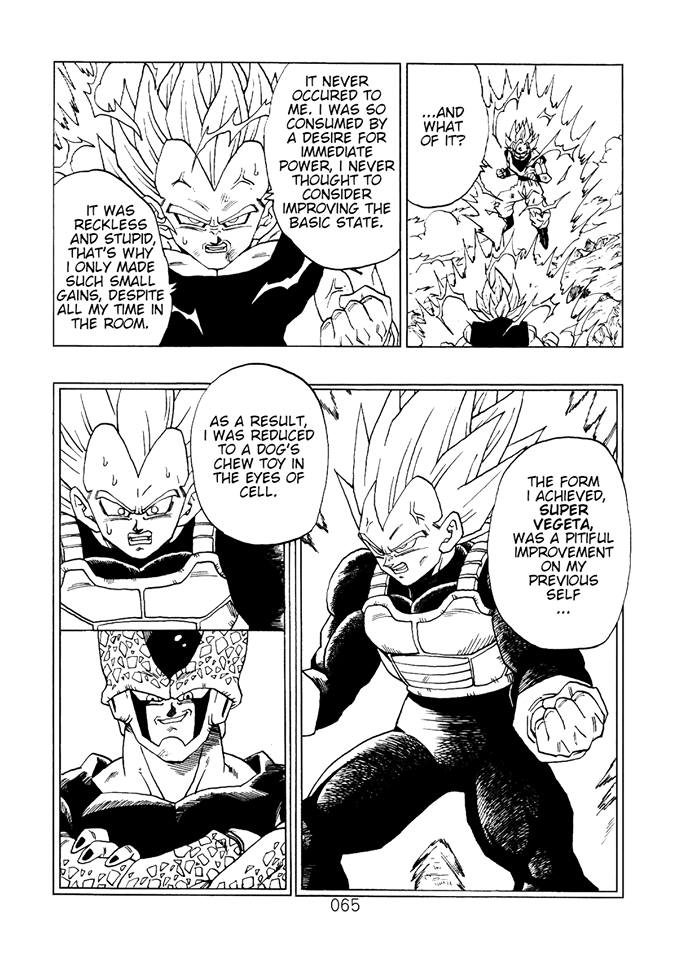 ...AND
WHAT
OF IT?
IT NEVER
OCCURED TO
ME. I WAS SO
CONSUMED BY
A DESIRE FOR
IMMEDIATE
POWER, I NEVER
THOUGHT TO
CONSIDER
IMPROVING THE
BASIC STATE.
IT WAS
RECKLESS
AND STUPID,
THAT'S WHY
I ONLY MADE
SUCH SMALL
GAINS, DESPITE
ALL MY TIME IN
THE ROOM.
THE FORM
I ACHIEVED,
SUPER
VEGETA,
WAS A PITIFUL
IMPROVEMENT
ON MY
PREVIOUS
SELF
...
AS A RESULT,
I WAS REDUCED
TO A DOG'S
CHEW TOY IN
THE EYES OF
CELL.
065